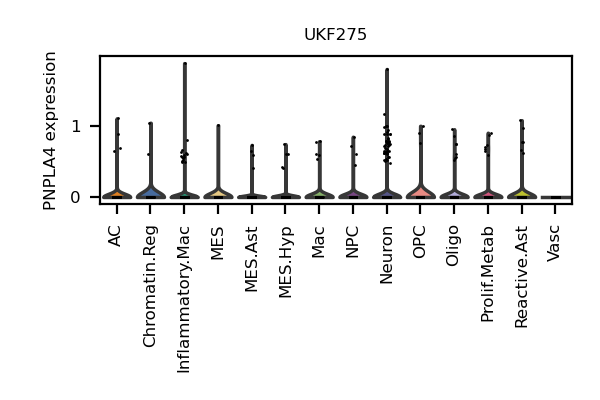 UKF275
PNPLA4 expression
1
0
AC
Chromatin.Reg
Inflammatory.Mac
MES
MES.Ast
MES.Hyp
Mac
NPC
Neuron
OPC
Oligo
Prolif.Metab
Reactive.Ast
Vasc